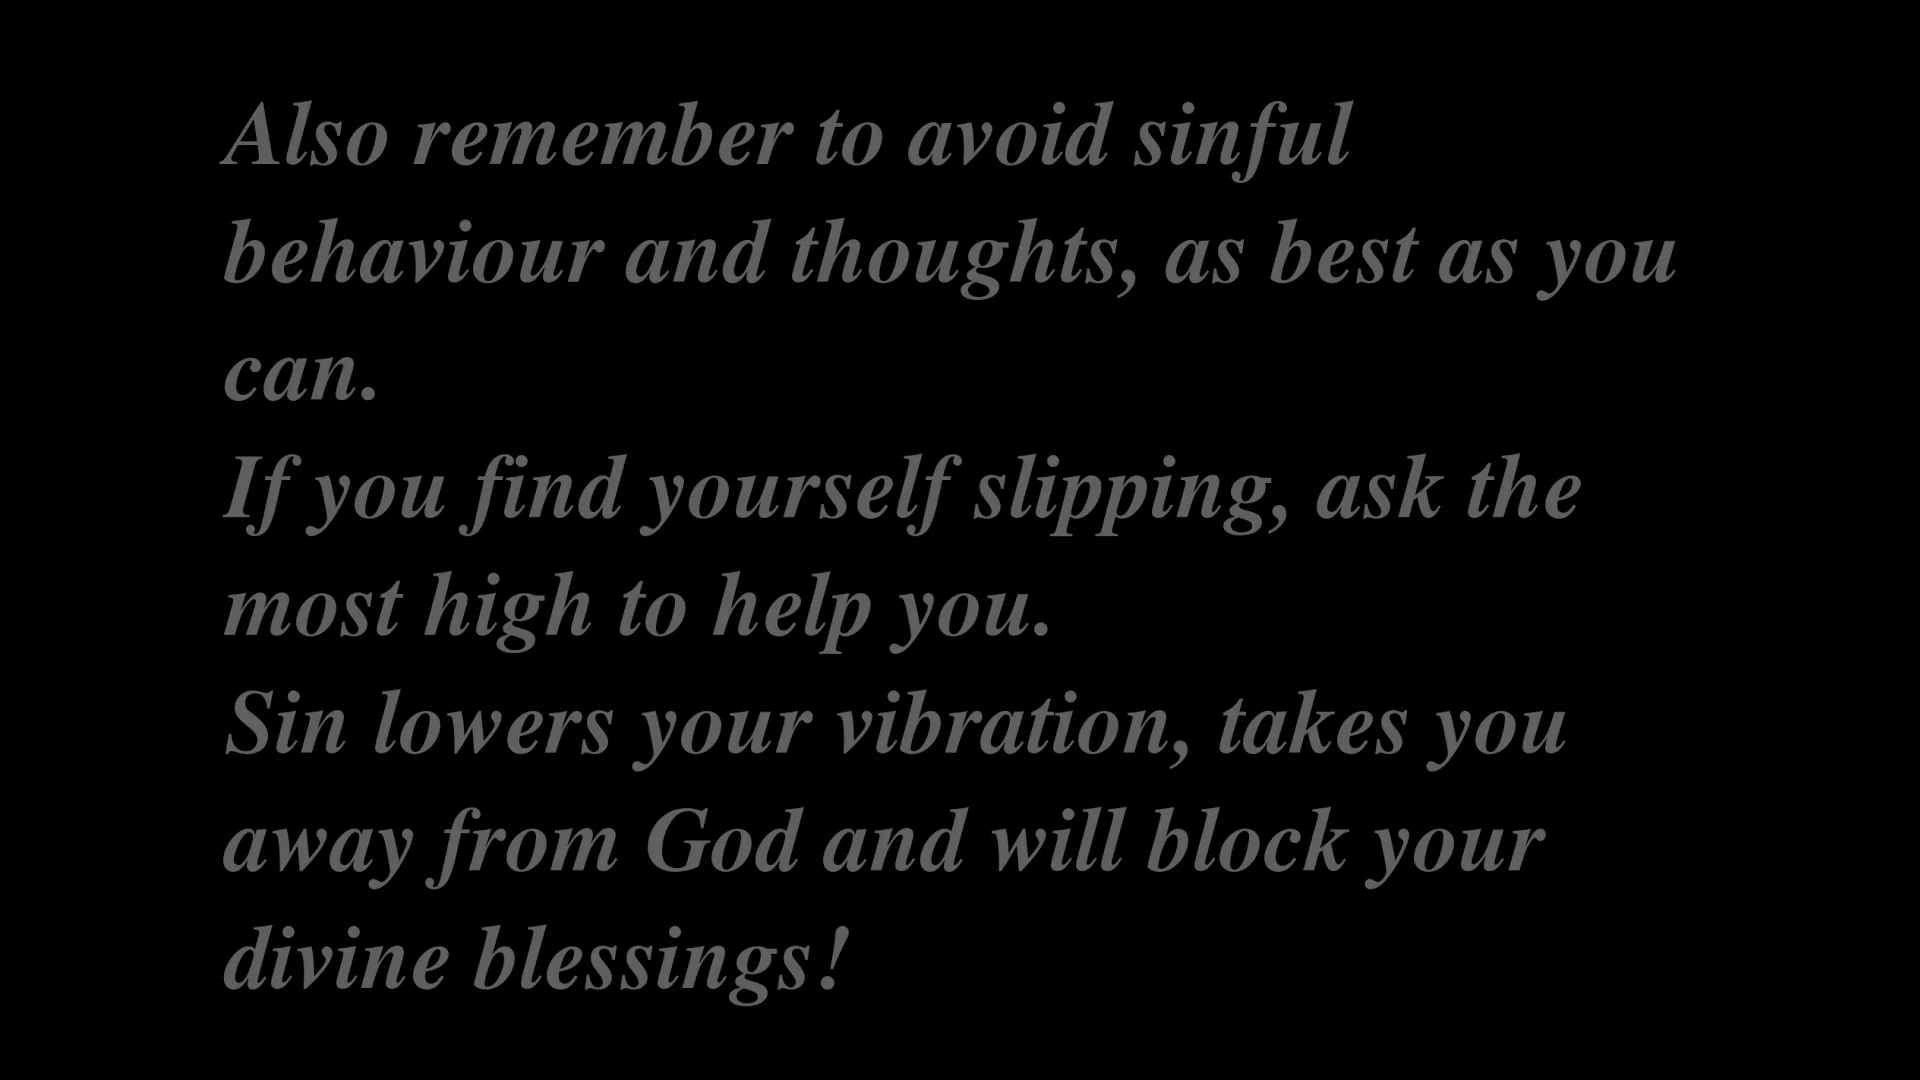 Also remember to avoid sinful
behaviour and thoughts, as best as you
can.
If you find yourself slipping, ask the
most high to help you.
Sin lowers your vibration, takes you
away from God and will block your
divine blessings!